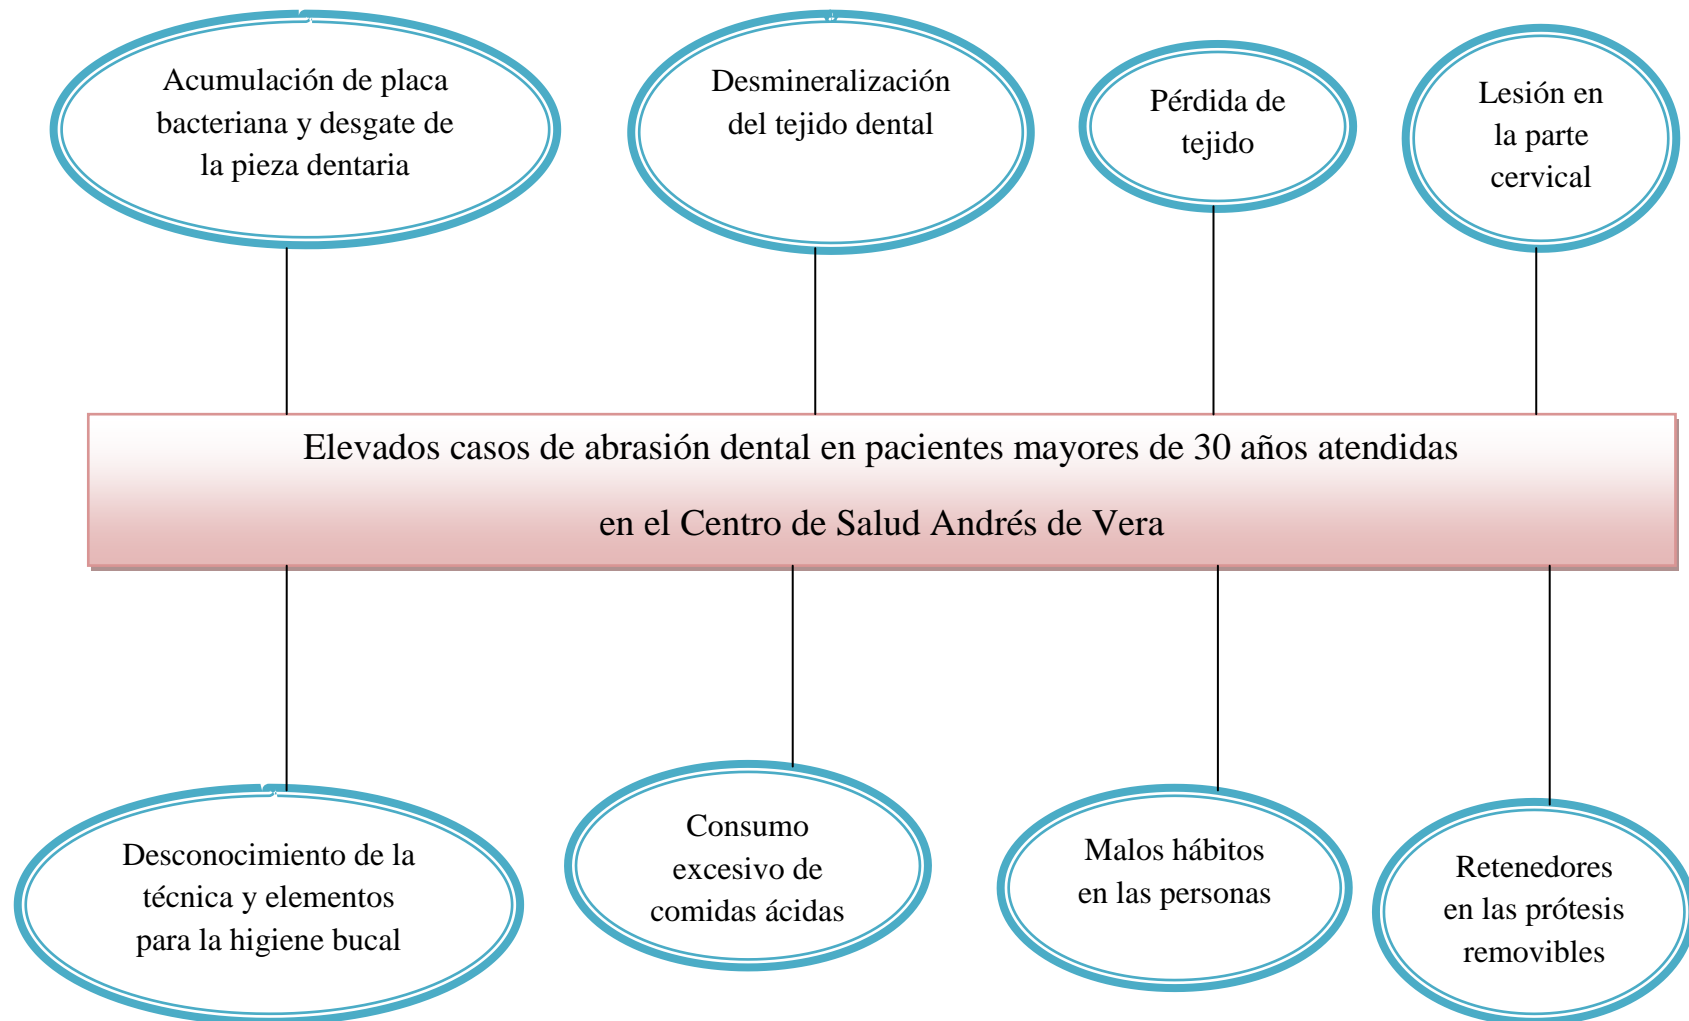 Acumulación de placa
bacteriana y desgate de
la pieza dentaria
Desmineralización
del tejido dental
Pérdida de
tejido
Lesión en
la parte
cervical
Elevados casos de abrasión dental en pacientes mayores de 30 años atendidas
en el Centro de Salud Andrés de Vera
Desconocimiento de la
técnica y elementos
para la higiene bucal
Consumo
excesivo de
comidas ácidas
Malos hábitos
en las personas
Retenedores
en las prótesis
removibles